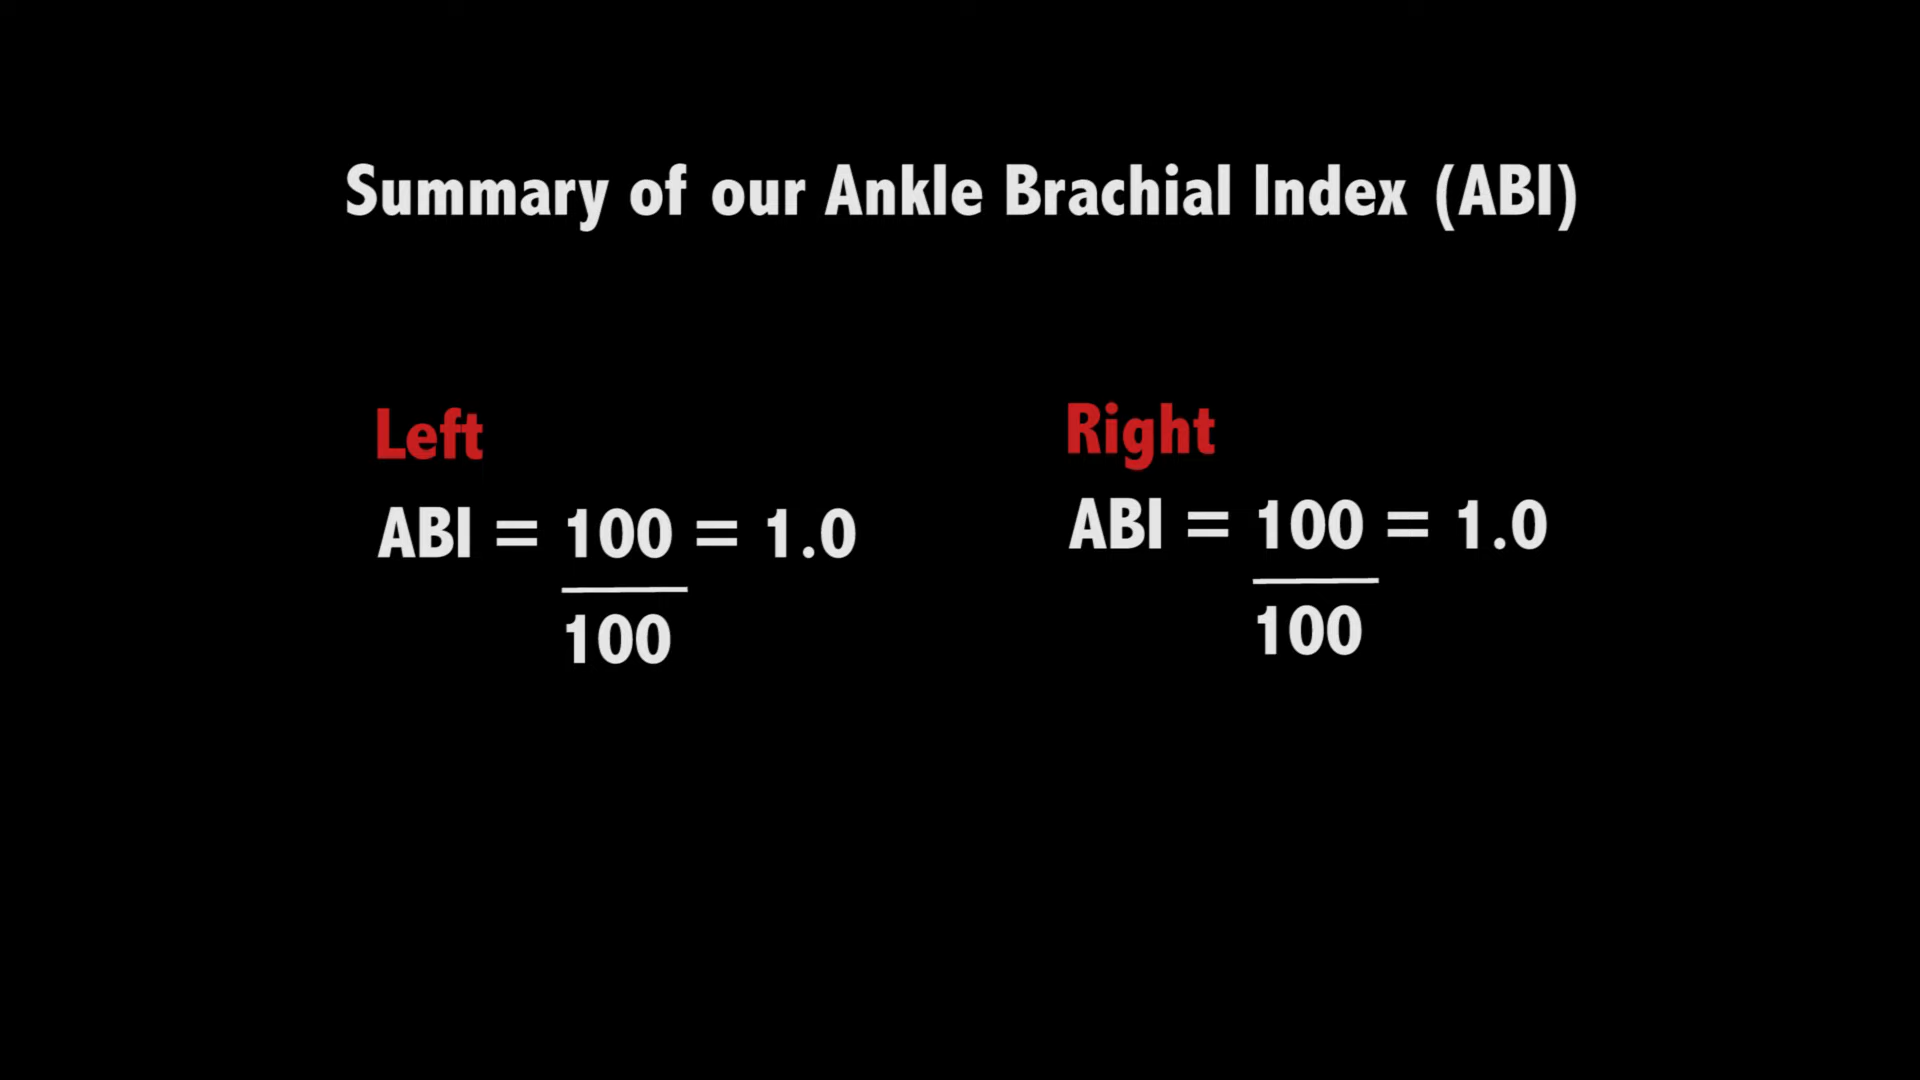 Summary of our Ankle Brachial Index (ABI)
Left
ABI = 100 = 1.0
100
Right
ABI = 100 = 1.0
100